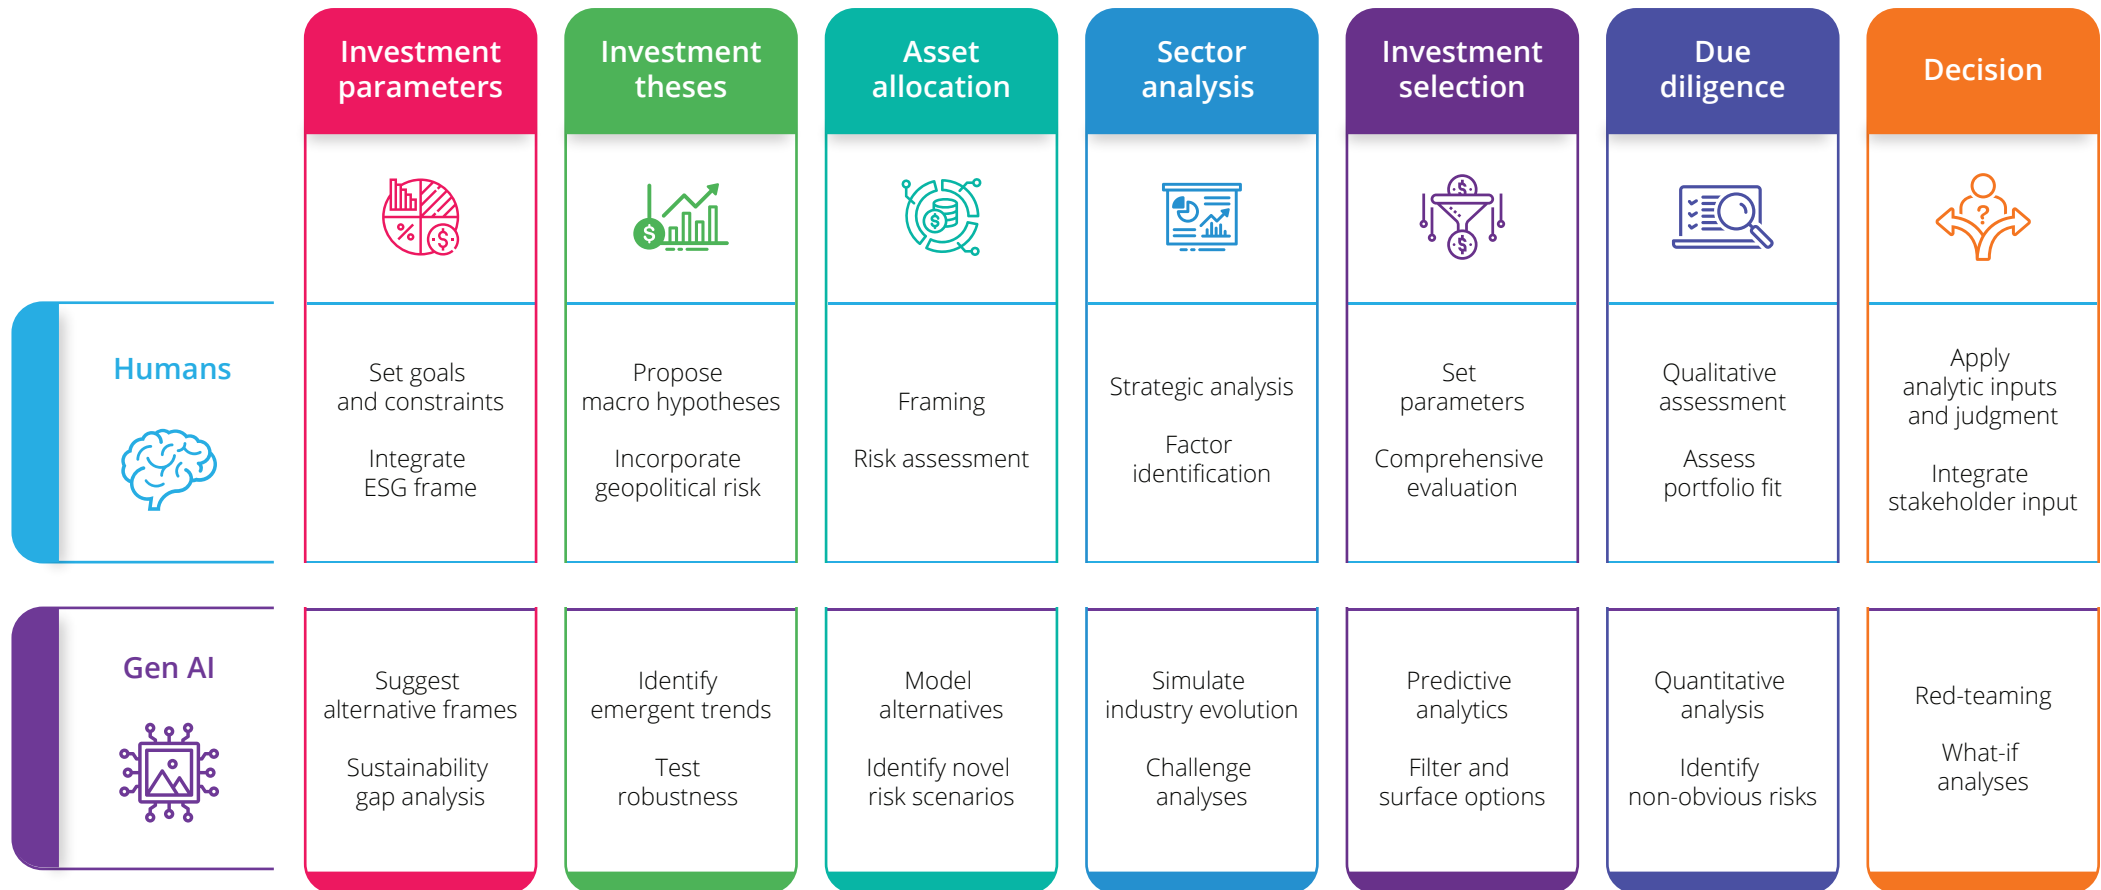 Investment
parameters
Investment
theses
Asset
allocation
Sector
analysis
Investment
selection
Due
diligence
Decision
Humans
Set goals
and constraints
Integrate
ESG frame
Propose
macro hypotheses
Incorporate
geopolitical risk
Framing
Risk assessment
Strategic analysis
Factor
identification
Set
parameters
Comprehensive
evaluation
Qualitative
assessment
Assess
portfolio fit
Apply
analytic inputs
and judgment
Integrate
stakeholder input
Gen AI
Suggest
alternative frames
Sustainability
gap analysis
Identify
emergent trends
Test
robustness
Model
alternatives
Identify novel
risk scenarios
Simulate
industry evolution
Challenge
analyses
Predictive
analytics
Filter and
surface options
Quantitative
analysis
Identify
non-obvious risks
Red-teaming
What-if
analyses